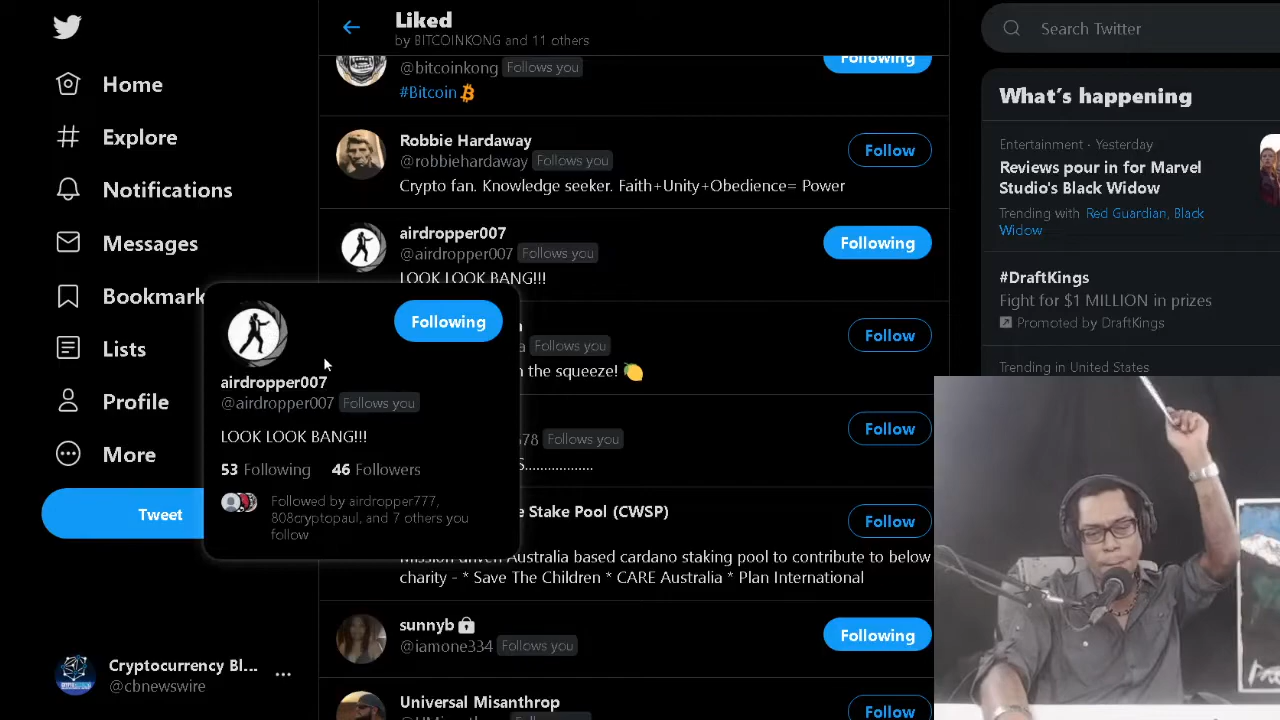 Home
Explore
Notifications
Messages
Bookmark
Lists
Profile
More
Tweet
Cryptocurrency Bl...
@cbnewswire
Liked
by BITCOINKONG and 11 others
@bitcoinkong Follows you
Following
#Bitcoin
Robbie Hardaway
@robbiehardaway Follows you
Follow
Crypto fan. Knowledge seeker. Faith+Unity+Obedience= Power
airdropper007
@airdropper007 Follows you
Following
LOOK LOOK BANG!!!
Following
airdropper007
@airdropper007 Follows you
LOOK LOOK BANG!!!
53 Following 46 Followers
Followed by airdropper777,
808cryptopaul, and 7 others you
follow
Follows you
Follow
the squeeze! 🍋
78 Follows you
Follow
S..................
Stake Pool (CWSP)
Follow
Australia based cardano staking pool to contribute to below
charity - * Save The Children * CARE Australia * Plan International
sunnyb
@iamone334 Follows you
Following
Universal Misanthrop
Follow
Search Twitter
What's happening
Entertainment · Yesterday
Reviews pour in for Marvel
Studio's Black Widow
Trending with Red Guardian, Black
Widow
#DraftKings
Fight for $1 MILLION in prizes
Promoted by DraftKings
Trending in United States